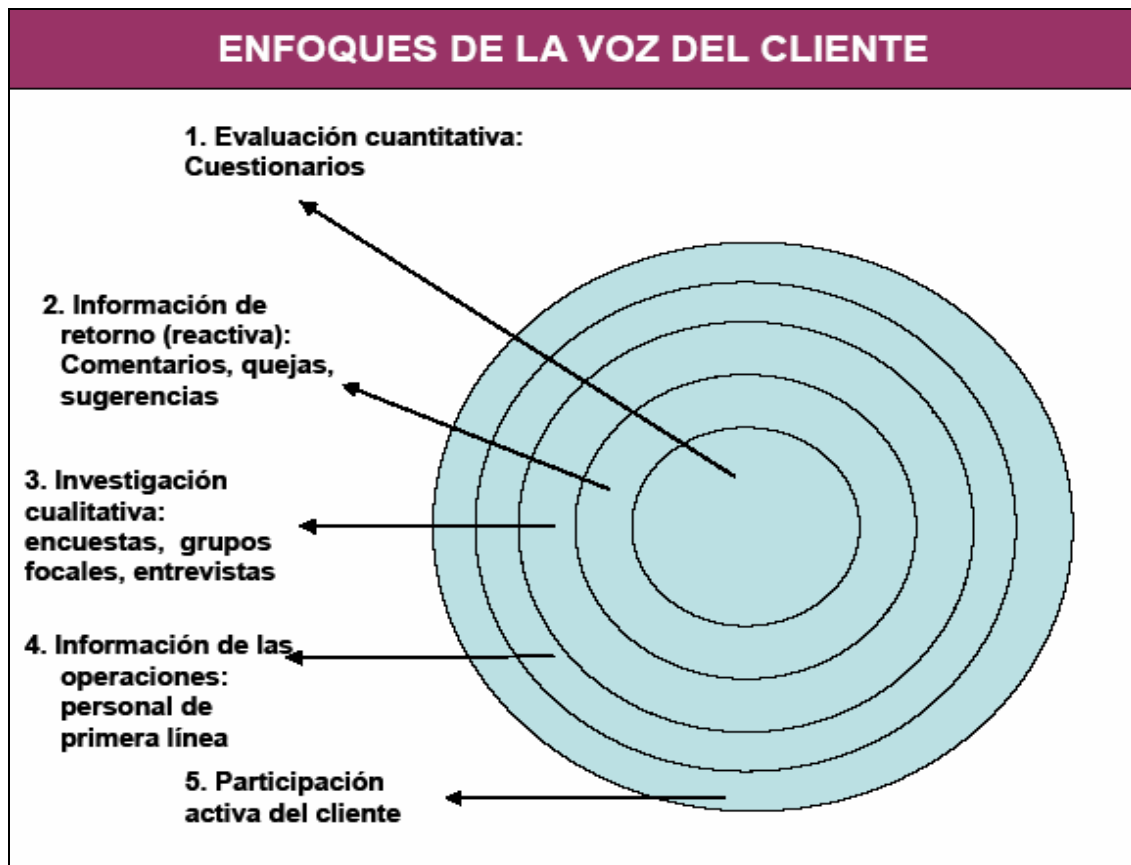 ENFOQUES DE LA VOZ DEL CLIENTE
1. Evaluación cuantitativa:
Cuestionarios
2. Información de
retorno (reactiva):
Comentarios, quejas,
sugerencias
3. Investigación
cualitativa:
encuestas, grupos
focales, entrevistas
4. Información de las
operaciones:
personal de
primera línea
5. Participación
activa del cliente